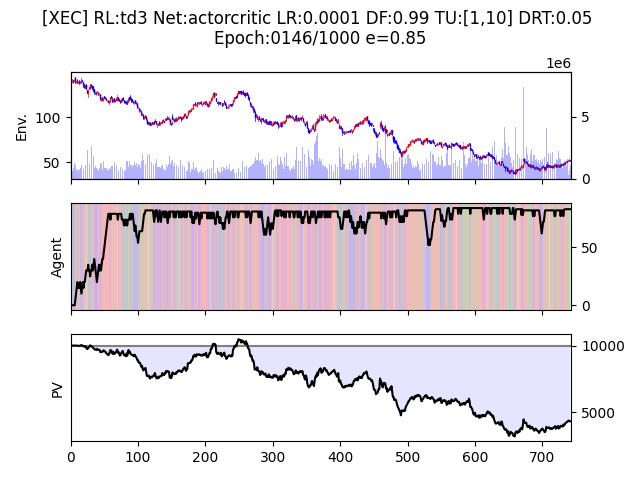 [XEC] RL:td3 Net:actorcritic LR:0.0001 DF:0.99 TU:[1,10] DRT:0.05
Epoch:0146/1000 e=0.85
1e6
Env.
100
50
5
0
Agent
50
0
PV
10000
5000
0 100 200 300 400 500 600 700